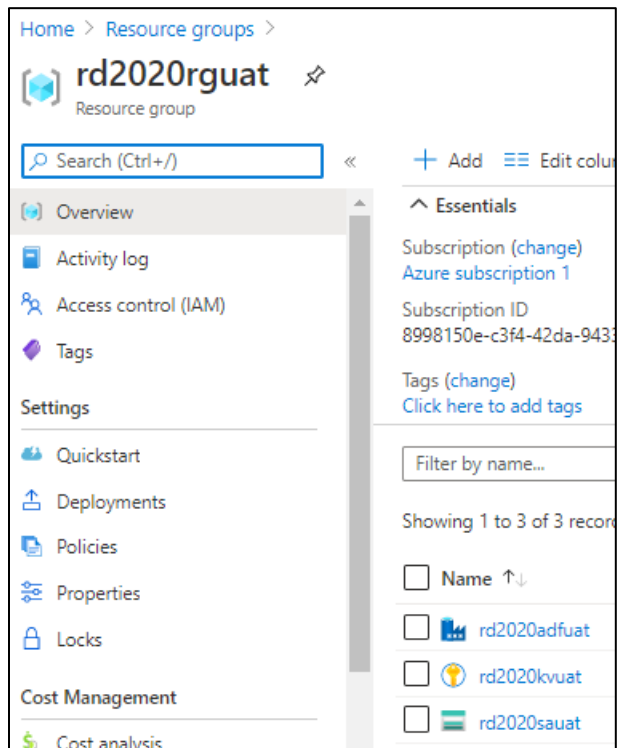 Home > Resource groups >
rd2020rguat
Resource group
Search (Ctrl+/)
«
+ Add Edit colu
Overview
Activity log
Access control (IAM)
Tags
Settings
Quickstart
Deployments
Policies
Properties
Locks
Cost Management
Cost analysis
Essentials
Subscription (change)
Azure subscription 1
Subscription ID
8998150e-c3f4-42da-9433
Tags (change)
Click here to add tags
Filter by name...
Showing 1 to 3 of 3 record
Name ↑↓
rd2020adfuat
rd2020kvuat
rd2020sauat